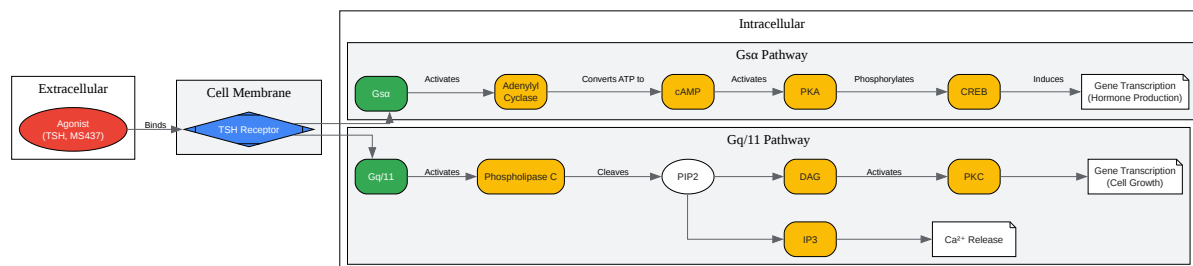 Intracellular
Gsα Pathway
Extracellular
Agonist
(TSH, MS437)
Binds
Cell Membrane
TSH Receptor
Gsα
Activates
Adenylyl
Cyclase
Converts ATP to
cAMP
Activates
PKA
Phosphorylates
CREB
Induces
Gene Transcription
(Hormone Production)
Gq/11 Pathway
Gq/11
Activates
Phospholipase C
Cleaves
PIP2
DAG
Activates
PKC
Gene Transcription
(Cell Growth)
IP3
Ca²⁺ Release